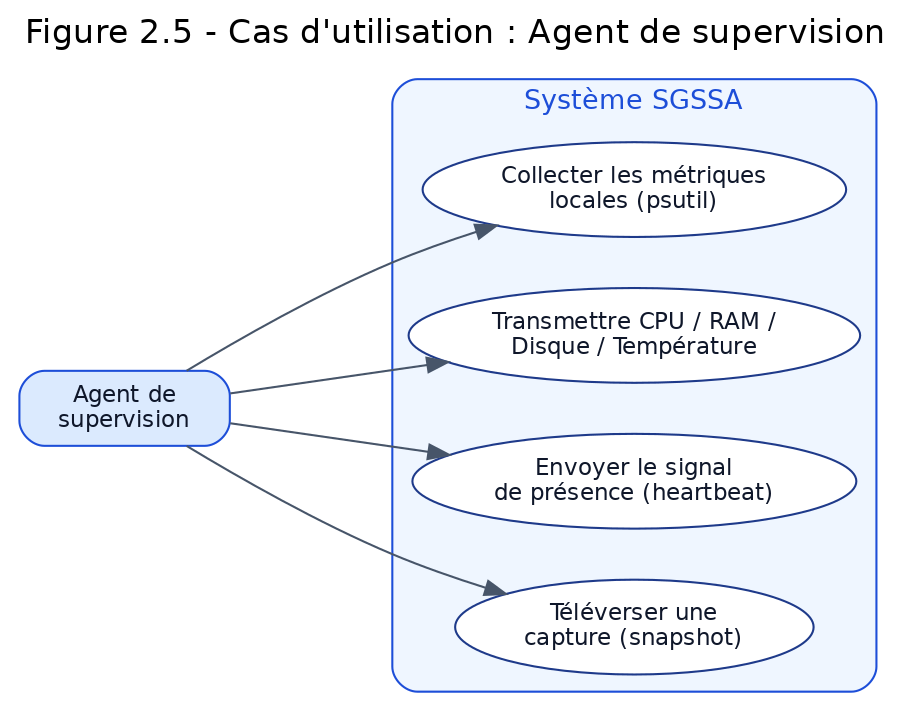 Figure 2.5 - Cas d'utilisation : Agent de supervision
Système SGSSA
Collecter les métriques
locales (psutil)
Transmettre CPU / RAM /
Disque / Température
Agent de
supervision
Envoyer le signal
de présence (heartbeat)
Téléverser une
capture (snapshot)